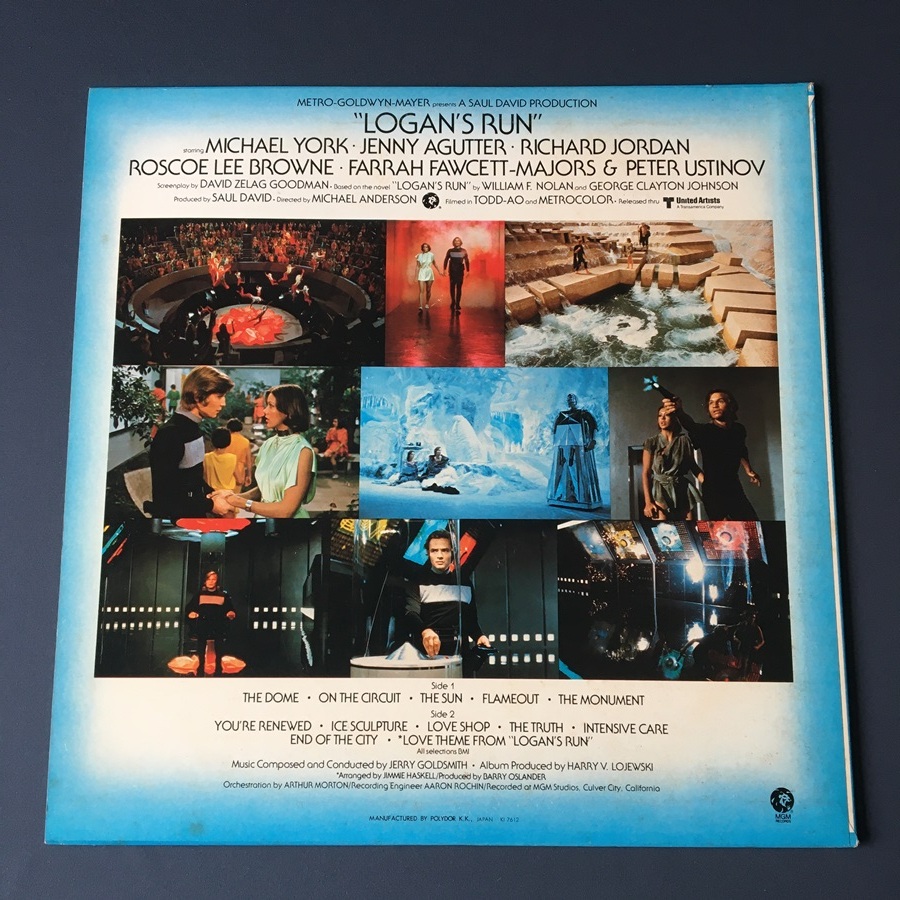 METRO-GOLDWYN-MAYER presents A SAUL DAVID PRODUCTION
"LOGAN'S RUN"
starring MICHAEL YORK · JENNY AGUTTER · RICHARD JORDAN
ROSCOE LEE BROWNE · FARRAH FAWCETT-MAJORS & PETER USTINOV
Screenplay by DAVID ZELAG GOODMAN · Based on the novel "LOGAN'S RUN" by WILLIAM F. NOLAN and GEORGE CLAYTON JOHNSON
Produced by SAUL DAVID · Directed by MICHAEL ANDERSON Filmed in TODD-AO and METROCOLOR · Released thru United Artists
A Transamerica Company
Side 1
THE DOME • ON THE CIRCUIT • THE SUN • FLAMEOUT • THE MONUMENT
Side 2
YOU'RE RENEWED • ICE SCULPTURE • LOVE SHOP • THE TRUTH • INTENSIVE CARE
END OF THE CITY • *LOVE THEME FROM "LOGAN'S RUN"
All selections BMI
Music Composed and Conducted by JERRY GOLDSMITH • Album Produced by HARRY V. LOJEWSKI
*Arranged by JIMMIE HASKELL/Produced by BARRY OSLANDER
Orchestration by ARTHUR MORTON/Recording Engineer AARON ROCHIN/Recorded at MGM Studios, Culver City, California
MGM
RECORDS
MANUFACTURED BY POLYDOR K.K., JAPAN